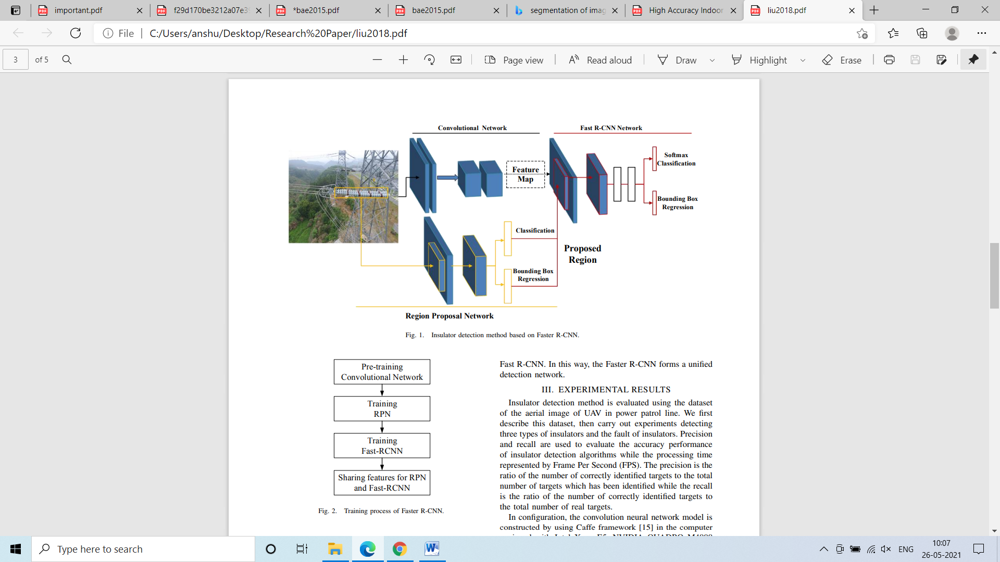 important.pdf
f29d170be3212a07e39
*bae2015.pdf
bae2015.pdf
segmentation of imag
High Accuracy Indoor
liu2018.pdf
File
C:/Users/anshu/Desktop/Research%20Paper/liu2018.pdf
3 of 5
Page view
Read aloud
Draw
Highlight
Erase
Convolutional Network
Fast R-CNN Network
Feature
Map
Softmax
Classification
Bounding Box
Regression
Classification
Bounding Box
Regression
Proposed
Region
Region Proposal Network
Fig. 1. Insulator detection method based on Faster R-CNN.
Pre-training
Convolutional Network
Training
RPN
Training
Fast-RCNN
Sharing features for RPN
and Fast-RCNN
Fig. 2. Training process of Faster R-CNN.
Fast R-CNN. In this way, the Faster R-CNN forms a unified
detection network.
III. EXPERIMENTAL RESULTS
Insulator detection method is evaluated using the dataset
of the aerial image of UAV in power patrol line. We first
describe this dataset, then carry out experiments detecting
three types of insulators and the fault of insulators. Precision
and recall are used to evaluate the accuracy performance
of insulator detection algorithms while the processing time
represented by Frame Per Second (FPS). The precision is the
ratio of the number of correctly identified targets to the total
number of targets which has been identified while the recall
is the ratio of the number of correctly identified targets to
the total number of real targets.
In configuration, the convolution neural network model is
constructed by using Caffe framework [15] in the computer
Type here to search
ENG
10:07
26-05-2021